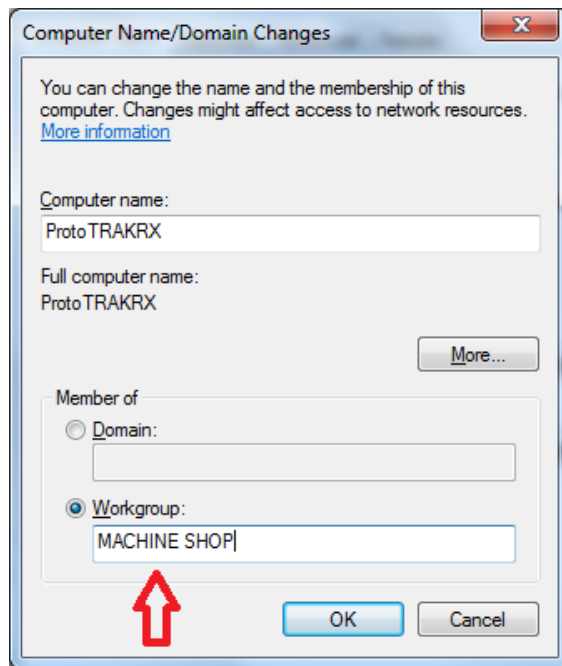 Computer Name/Domain Changes
You can change the name and the membership of this
computer. Changes might affect access to network resources.
More information
Computer name:
ProtoTRAKRX
Full computer name:
ProtoTRAKRX
More...
Member of
Domain:
Workgroup:
MACHINE SHOP
OK
Cancel